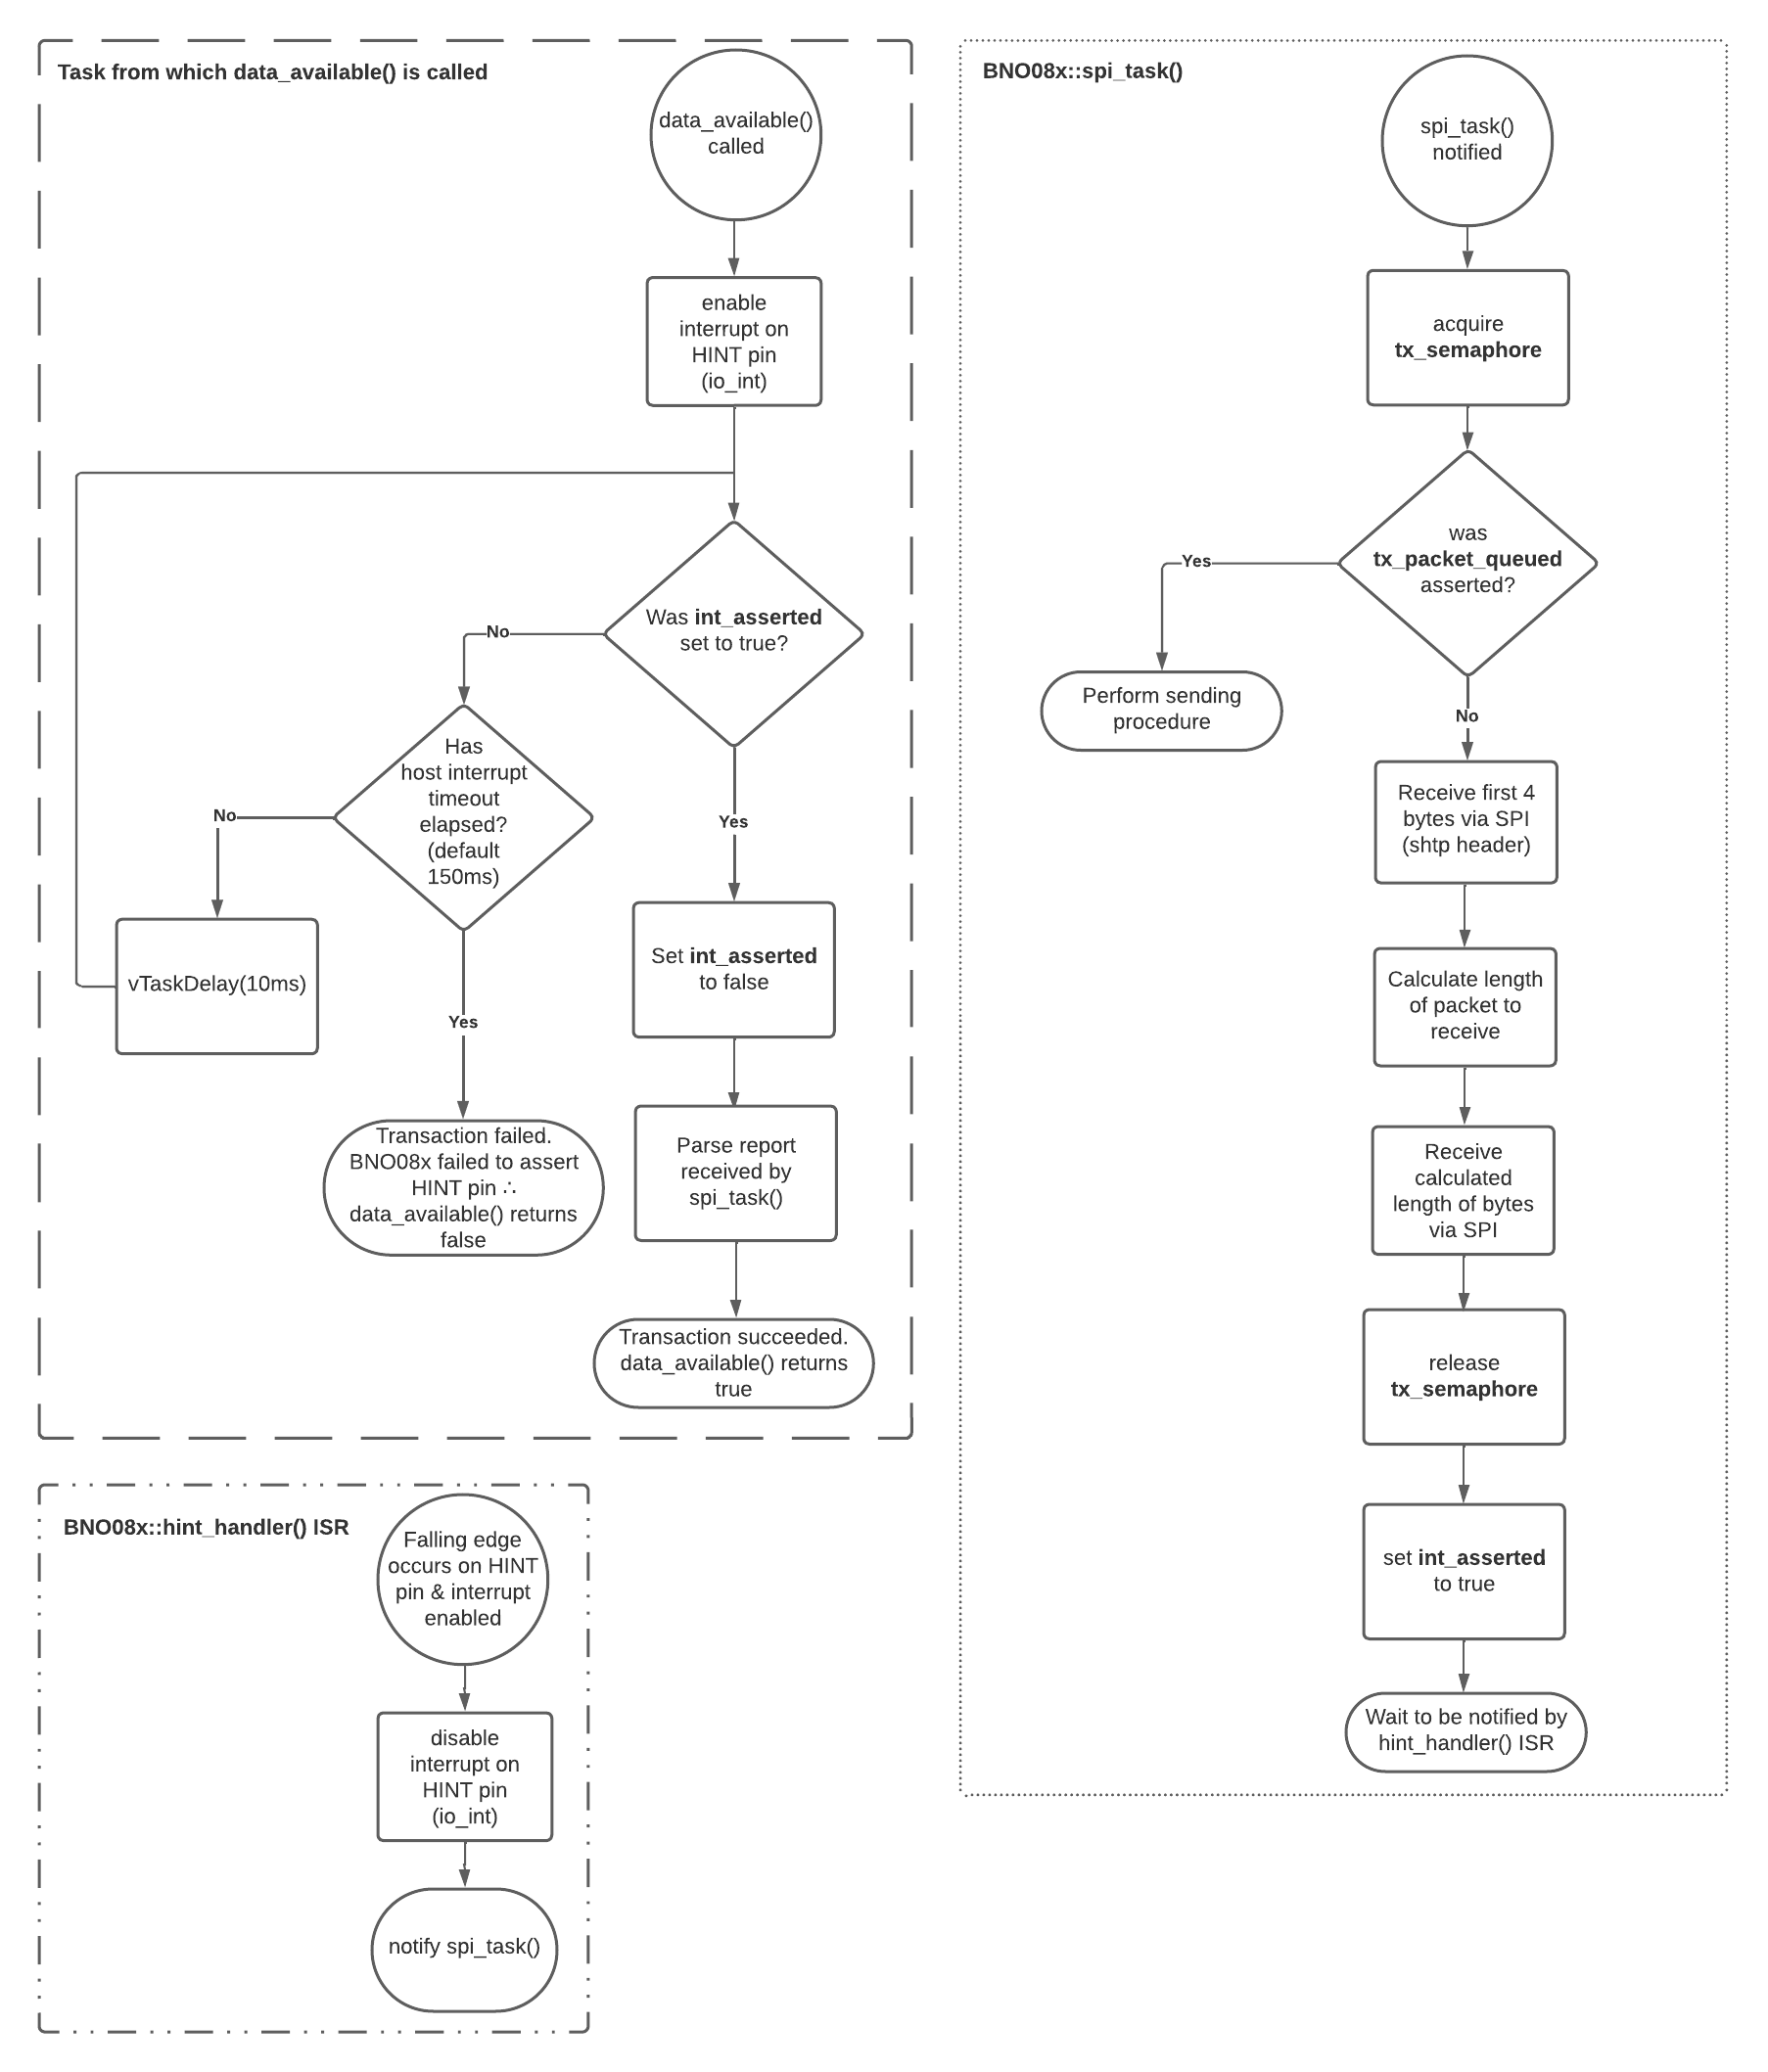 Task from which data_available() is called
data_available()
called
enable
interrupt on
HINT pin
(io_int)
Was int_asserted
set to true?
No
Has
host interrupt
timeout
elapsed?
(default
150ms)
No
vTaskDelay(10ms)
Yes
Transaction failed.
BNO08x failed to assert
HINT pin ∴
data_available() returns
false
Yes
Set int_asserted
to false
Parse report
received by
spi_task()
Transaction succeeded.
data_available() returns
true
BNO08x::hint_handler() ISR
Falling edge
occurs on HINT
pin & interrupt
enabled
disable
interrupt on
HINT pin
(io_int)
notify spi_task()
BNO08x::spi_task()
spi_task()
notified
acquire
tx_semaphore
was
tx_packet_queued
asserted?
Yes
Perform sending
procedure
No
Receive first 4
bytes via SPI
(shtp header)
Calculate length
of packet to
receive
Receive
calculated
length of bytes
via SPI
release
tx_semaphore
set int_asserted
to true
Wait to be notified by
hint_handler() ISR